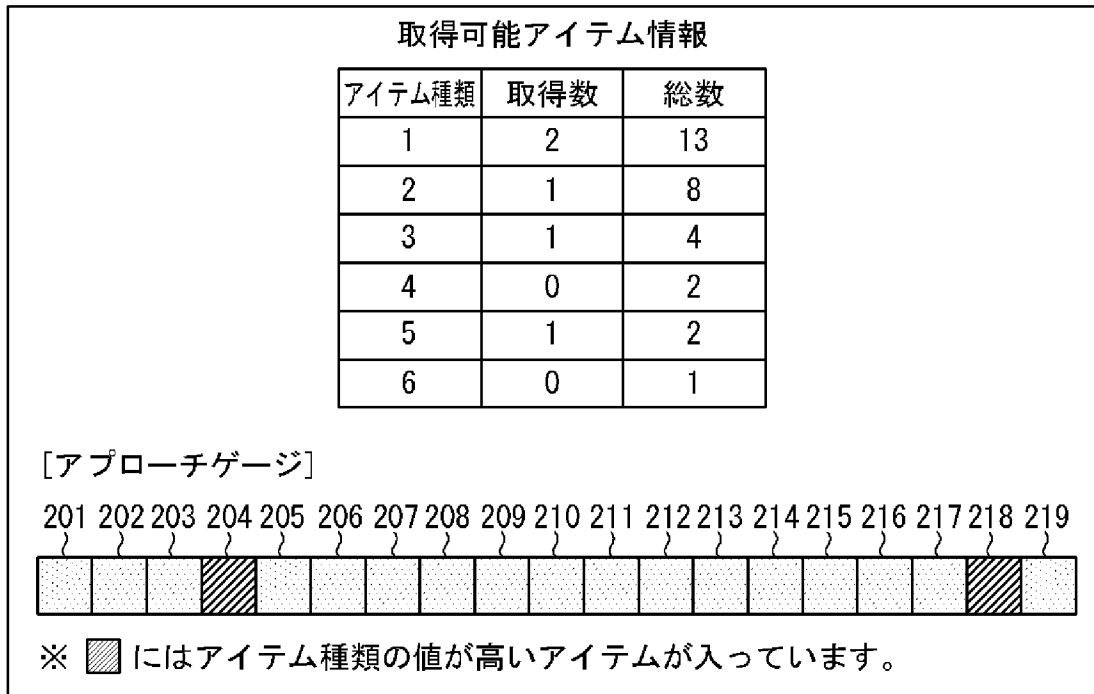 取得可能アイテム情報
アイテム種類 取得数 総数
1 2 13
2 1 8
3 1 4
4 0 2
5 1 2
6 0 1
[アプローチゲージ]
201 202 203 204 205 206 207 208 209 210 211 212 213 214 215 216 217 218 219
※ にはアイテム種類の値が高いアイテムが入っています。